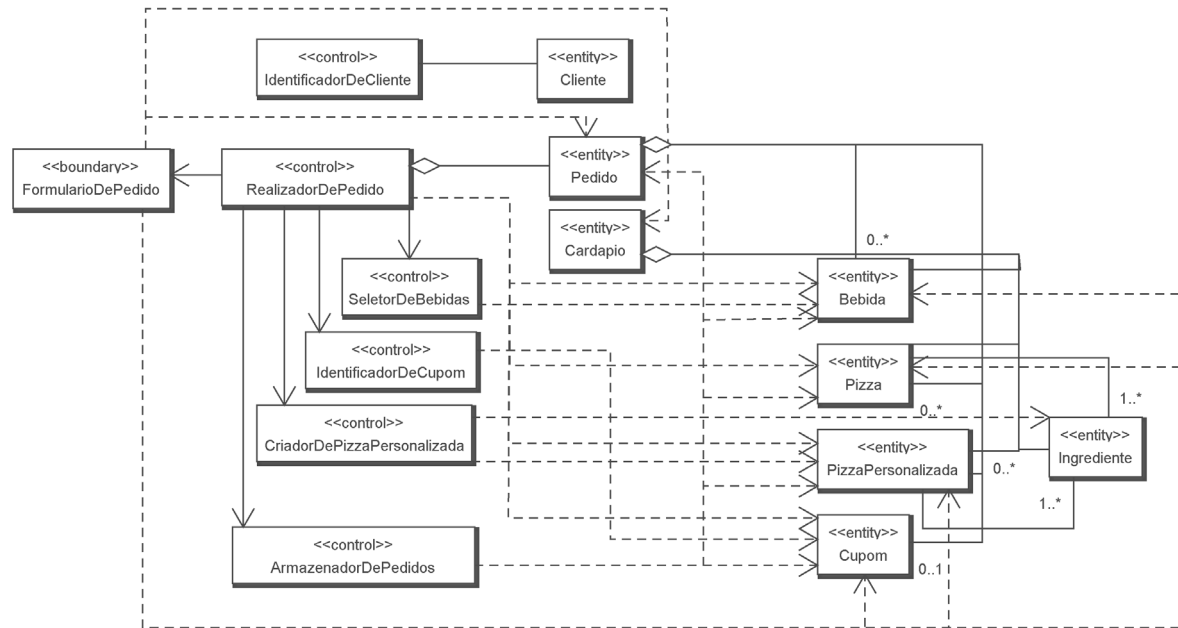 <<control>>
IdentificadorDeCliente
<<entity>>
Cliente
<<boundary>>
FormularioDePedido
<<control>>
RealizadorDePedido
<<entity>>
Pedido
<<entity>>
Cardapio
0..*
<<control>>
SeletorDeBebidas
<<entity>>
Bebida
<<control>>
IdentificadorDeCupom
<<entity>>
Pizza
1..*
0..*
<<control>>
CriadorDePizzaPersonalizada
<<entity>>
PizzaPersonalizada
<<entity>>
Ingrediente
0..*
1..*
<<control>>
ArmazenadorDePedidos
<<entity>>
Cupom
0..1